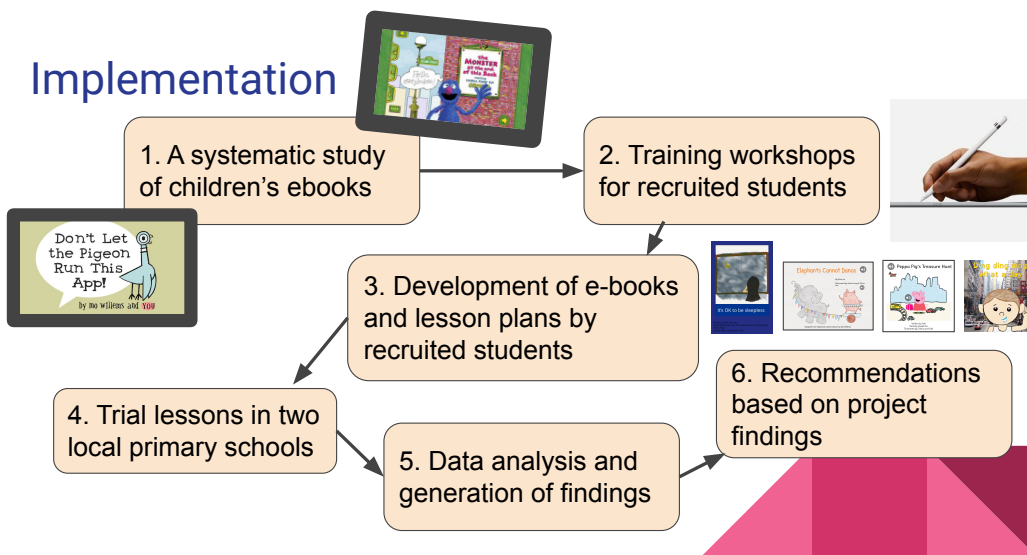 Implementation
Hello,
everybodeee!
The
MONSTER
at the end
of this Book
1. A systematic study
of children’s ebooks
2. Training workshops
for recruited students
Don't Let
the Pigeon
Run This
App!
by mo willems and YOU
3. Development of e-books
and lesson plans by
recruited students
It's OK to be sleepless
Elephants Cannot Dance
Peppa Pig's Treasure Hunt
4. Trial lessons in two
local primary schools
5. Data analysis and
generation of findings
6. Recommendations
based on project
findings